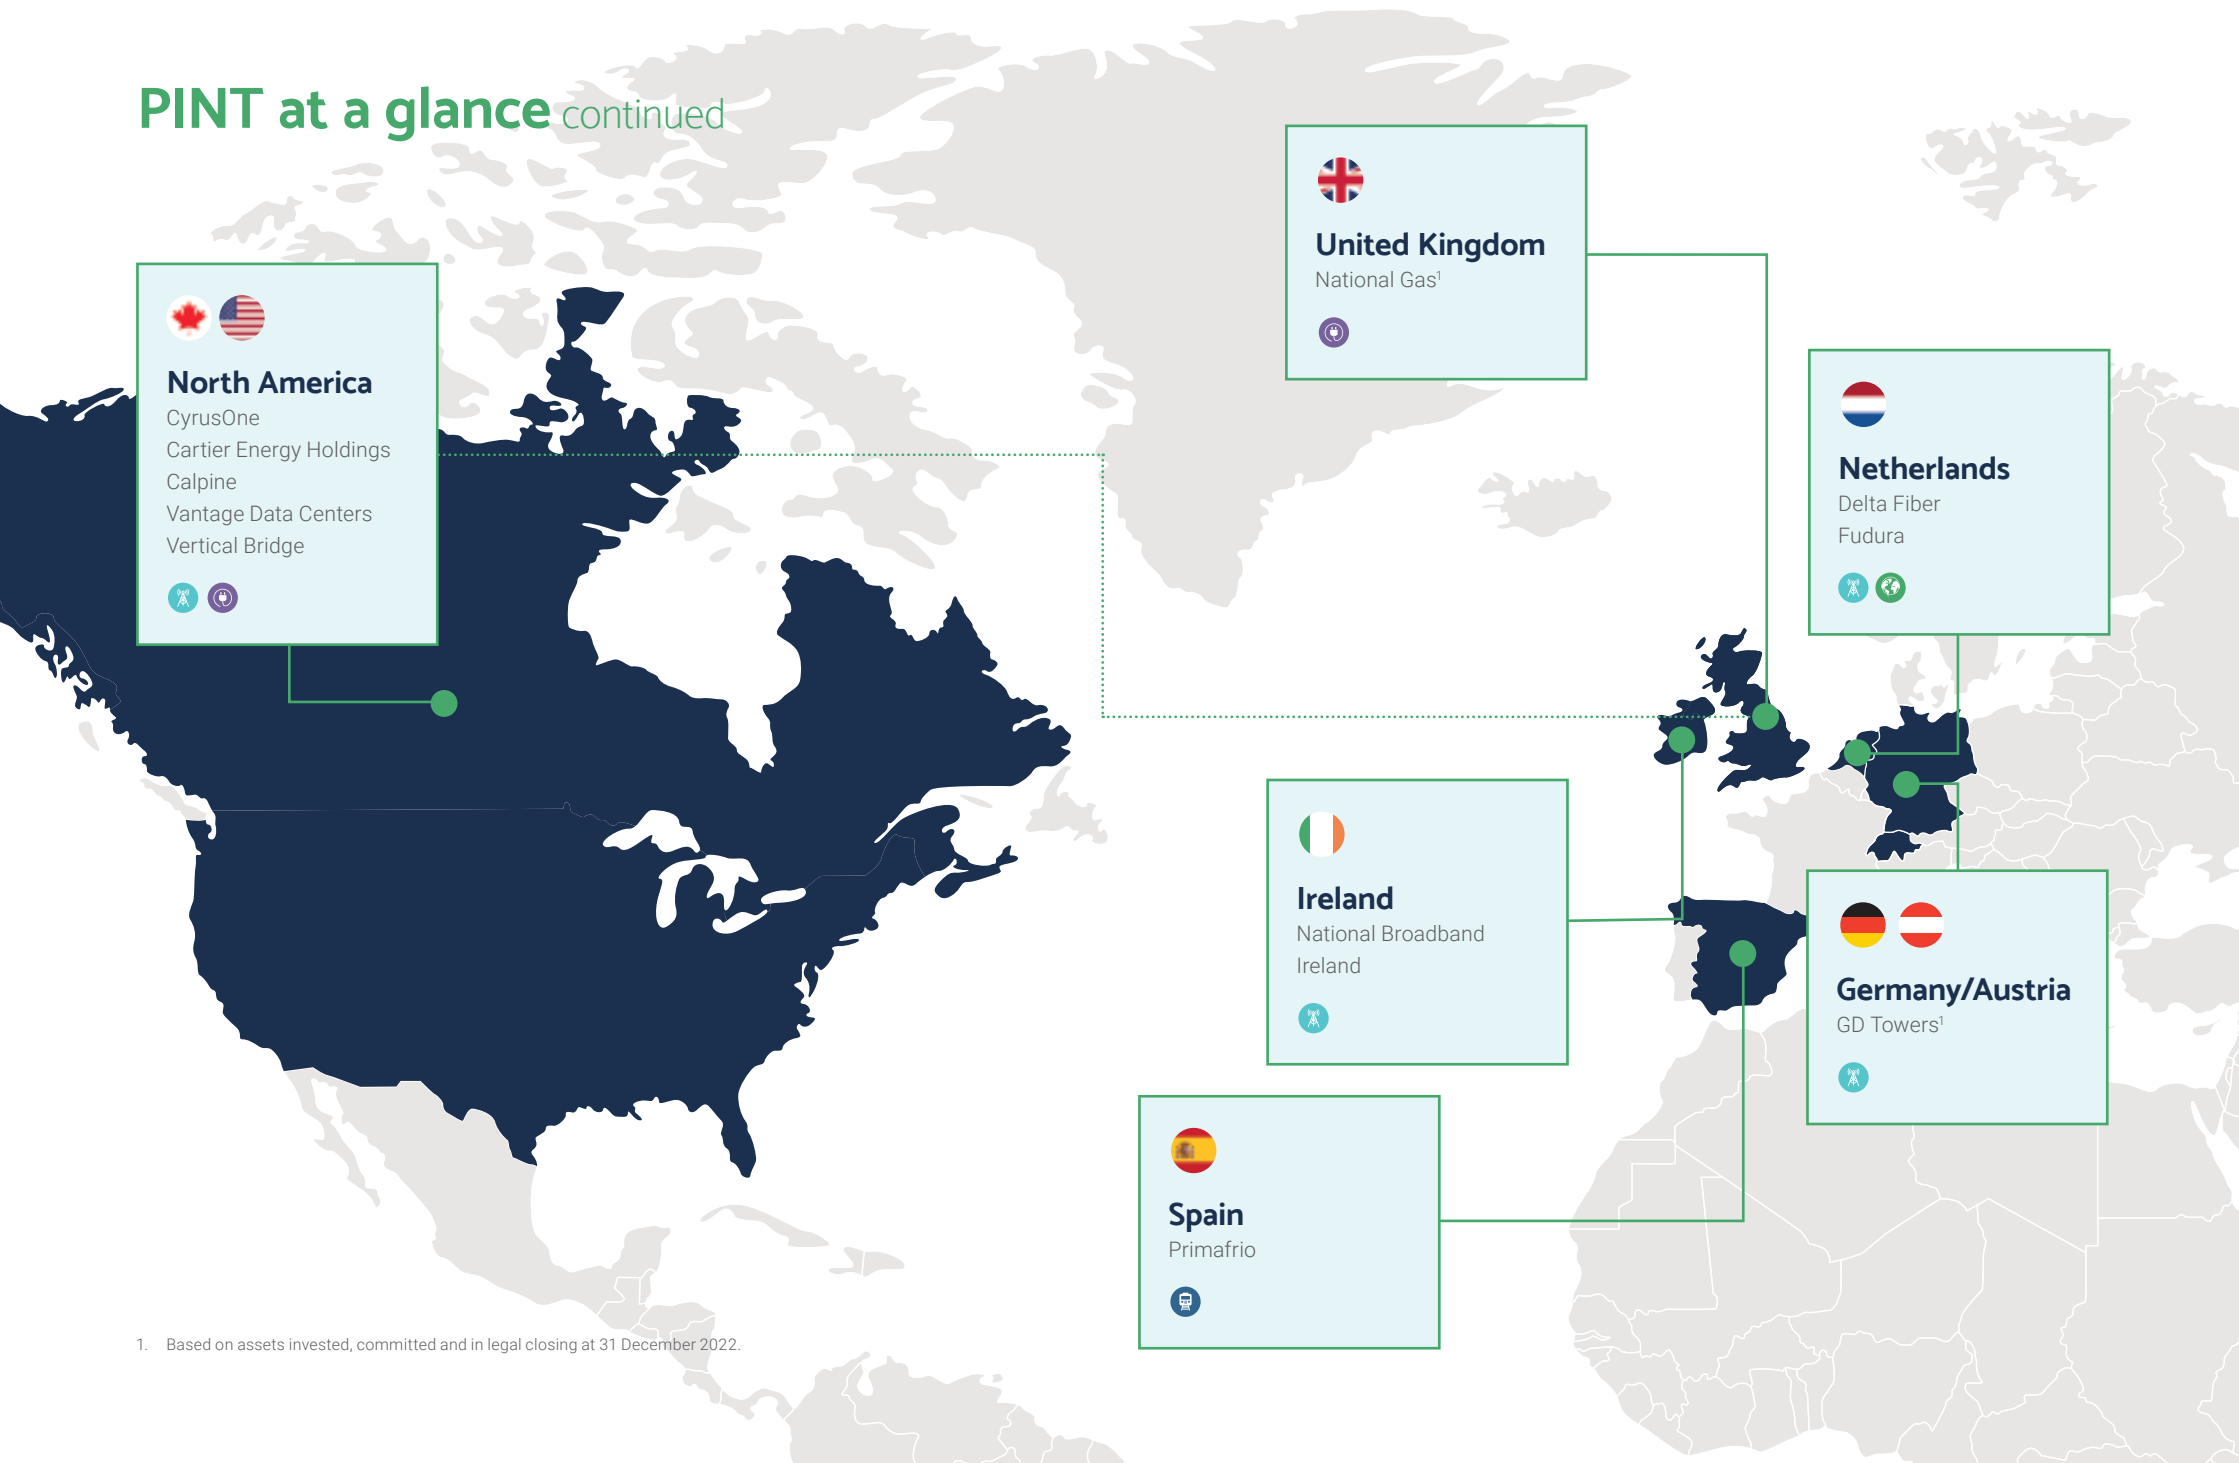 PINT at a glance continued
North America
CyrusOne
Cartier Energy Holdings
Calpine
Vantage Data Centers
Vertical Bridge
United Kingdom
National Gas¹
Netherlands
Delta Fiber
Fudura
Ireland
National Broadband
Ireland
Germany/Austria
GD Towers¹
Spain
Primafrio
1. Based on assets invested, committed and in legal closing at 31 December 2022.